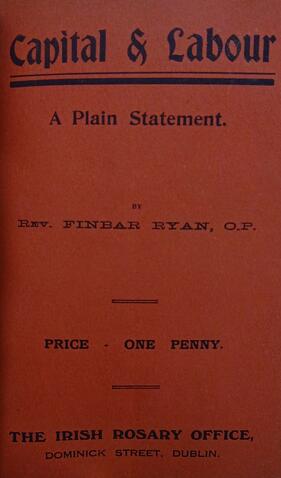 Capital & Labour
A Plain Statement.
BY
REV. FINBAR RYAN, O.P.
PRICE - ONE PENNY.
THE IRISH ROSARY OFFICE,
DOMINICK STREET, DUBLIN.